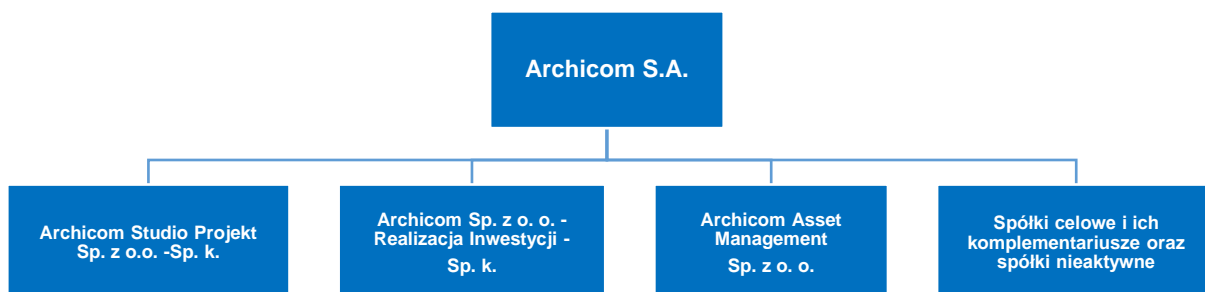 Archicom S.A.
Archicom Studio Projekt
Sp. z o.o. -Sp. k.
Archicom Sp. z o. o. -
Realizacja Inwestycji -
Sp. k.
Archicom Asset
Management
Sp. z o. o.
Spółki celowe i ich
komplementariusze oraz
spółki nieaktywne